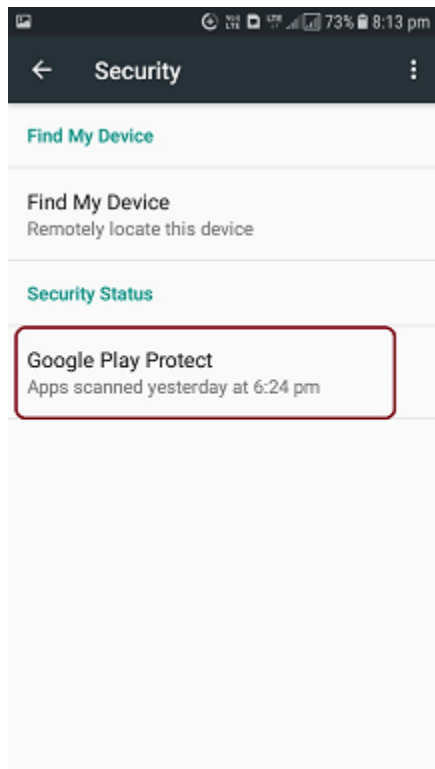 73% 8:13 pm
Security
Find My Device
Find My Device
Remotely locate this device
Security Status
Google Play Protect
Apps scanned yesterday at 6:24 pm